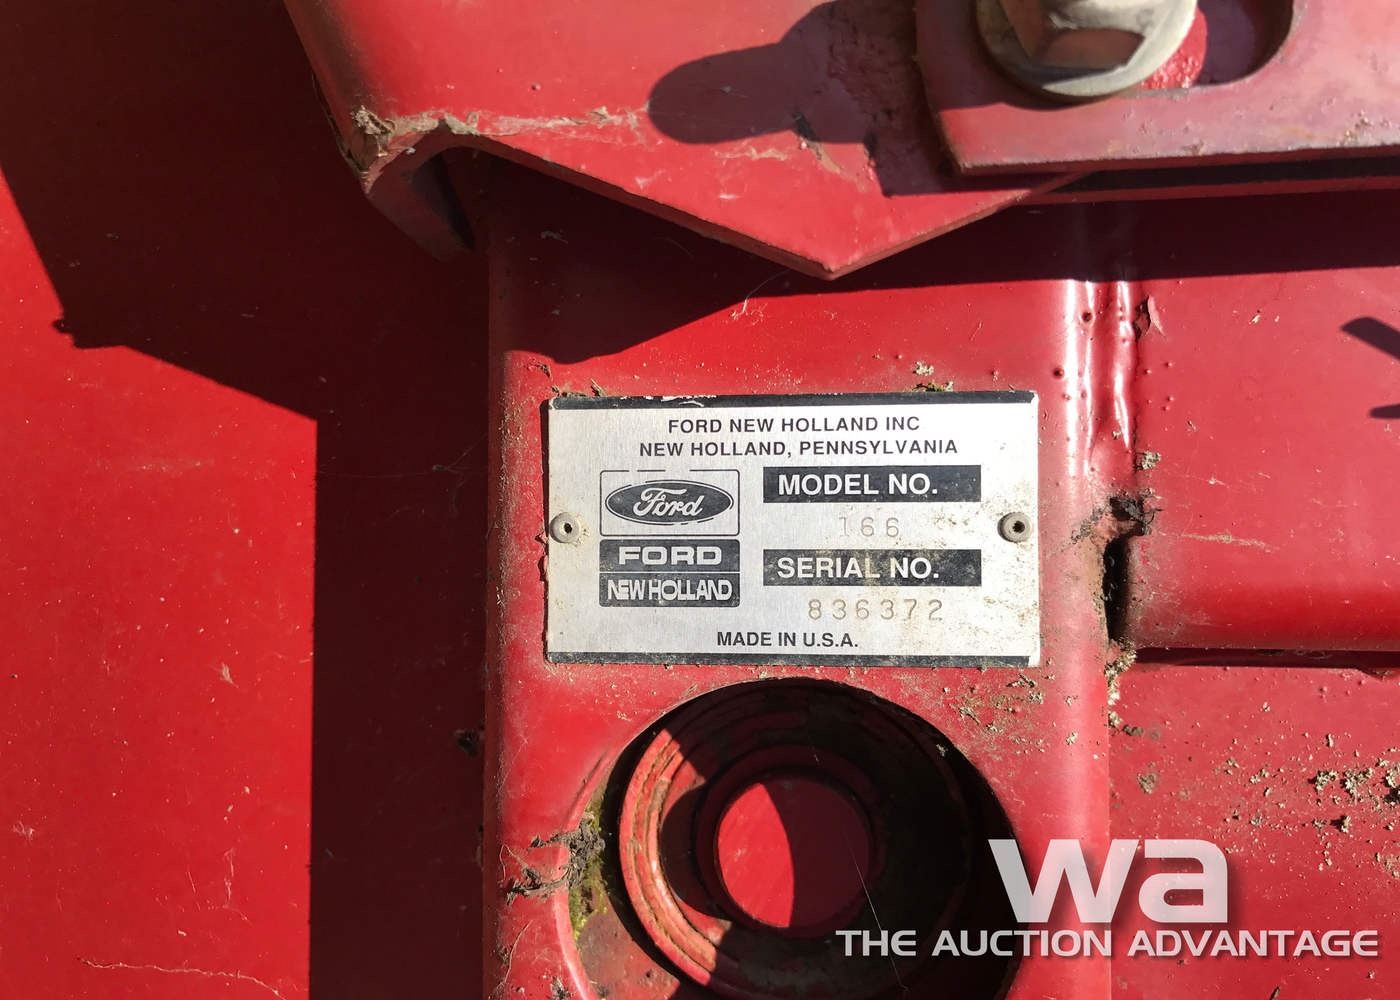 FORD NEW HOLLAND INC
NEW HOLLAND, PENNSYLVANIA
Ford
FORD
NEW HOLLAND
MODEL NO.
166
SERIAL NO.
836372
MADE IN U.S.A.
wa
THE AUCTION ADVANTAGE